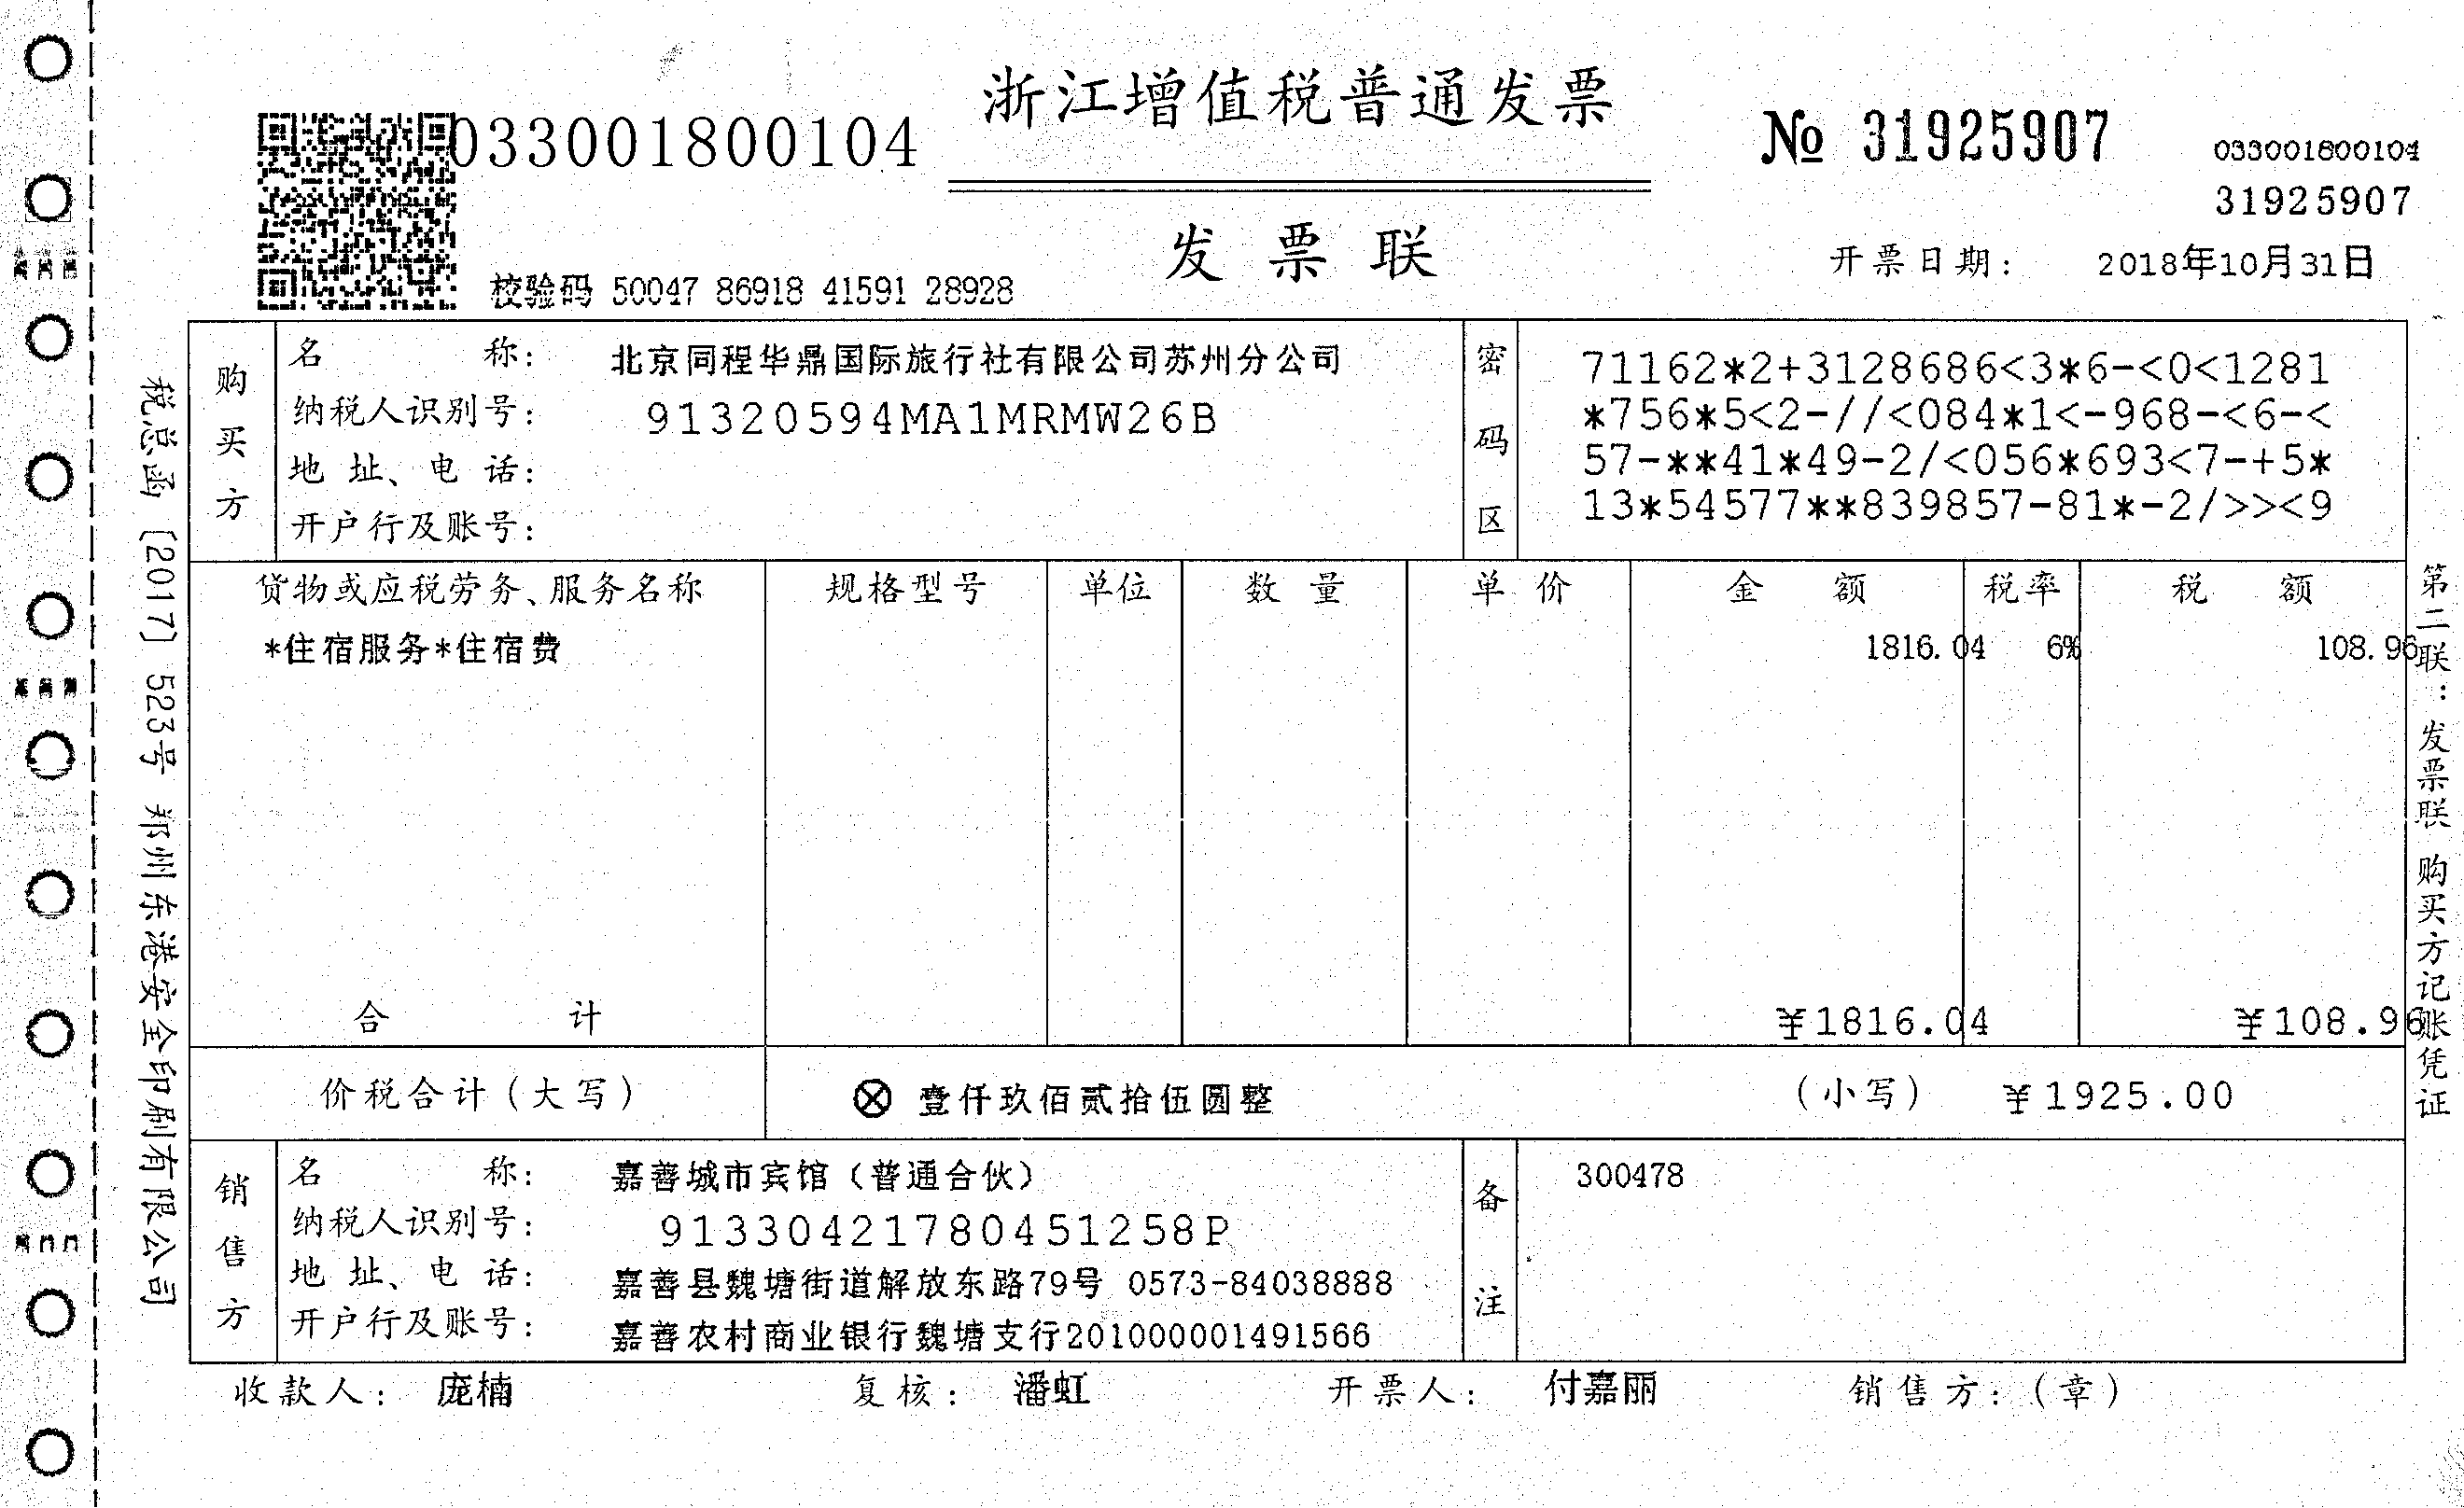 浙江增值税普通发票
033001800104
№ 31925907
033001800104
31925907
发票联
校验码 50047 86918 41591 28928
开票日期: 2018年10月31日
购买方
名 称: 北京同程华鼎国际旅行社有限公司苏州分公司
纳税人识别号: 91320594MA1MRMW26B
地 址、电 话:
开户行及账号:
密码区
71162*2+3128686<3*6-<0<1281
*756*5<2-//<084*1<-968-<6-<
57-**41*49-2/<056*693<7-+5*
13*54577**839857-81*-2/>><9
货物或应税劳务、服务名称 规格型号 单位 数 量 单 价 金 额 税率 税 额
*住宿服务*住宿费 1816.04 6% 108.96
合 计 ¥1816.04 ¥108.96
价税合计(大写) ⊗ 壹仟玖佰贰拾伍圆整 (小写) ¥1925.00
销售方
名 称: 嘉善城市宾馆(普通合伙)
纳税人识别号: 91330421780451258P
地 址、电 话: 嘉善县魏塘街道解放东路79号 0573-84038888
开户行及账号: 嘉善农村商业银行魏塘支行201000001491566
备注
300478
收款人: 庞楠 复核: 潘虹 开票人: 付嘉丽 销售方:(章)
税总函〔2017〕523号 郑州东港安全印刷有限公司
第二联:发票联 购买方记账凭证